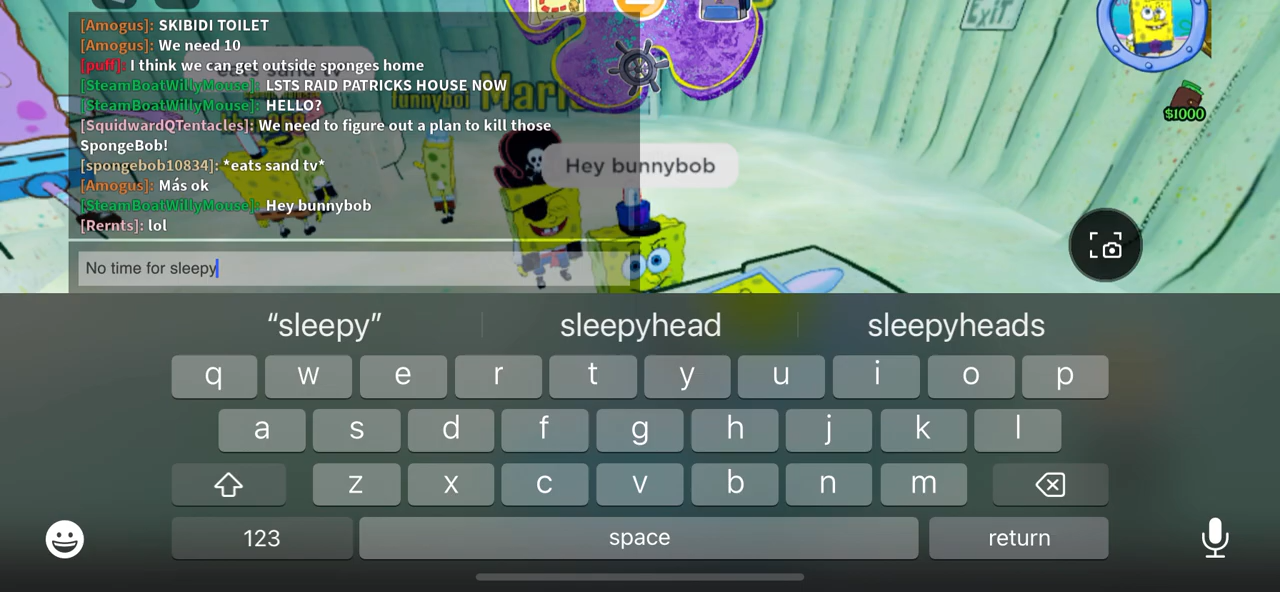 [Amogus]: SKIBIDI TOILET
[Amogus]: We need 10
[puff]: I think we can get outside sponges home
[SteamBoatWillyMouse]: LSTS RAID PATRICKS HOUSE NOW
[SteamBoatWillyMouse]: HELLO?
[SquidwardQTentacles]: We need to figure out a plan to kill those
SpongeBob!
[spongebob10834]: *eats sand tv*
[Amogus]: Más ok
[SteamBoatWillyMouse]: Hey bunnybob
[Rernts]: lol
No time for sleepy
Hey bunnybob
EXIT
$1000
“sleepy” sleepyhead sleepyheads
q w e r t y u i o p
a s d f g h j k l
z x c v b n m
123 space return